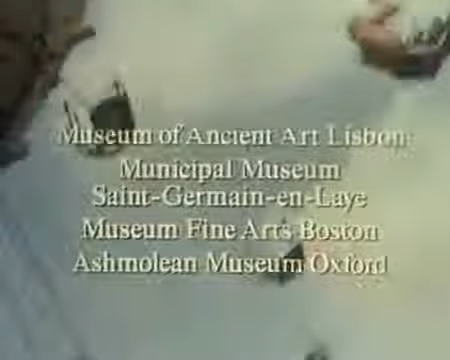 Museum of Ancient Art Lisbon
Municipal Museum
Saint-Germain-en-Laye
Museum Fine Arts Boston
Ashmolean Museum Oxford